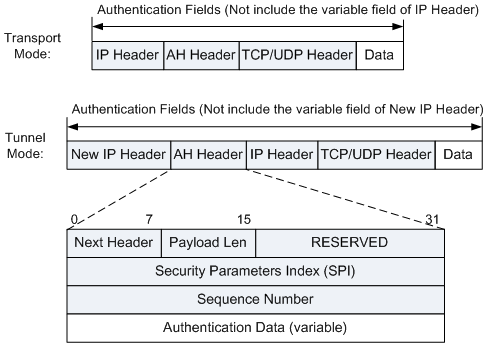 Authentication Fields (Not include the variable field of IP Header)
Transport Mode:
IP Header AH Header TCP/UDP Header Data
Authentication Fields (Not include the variable field of New IP Header)
Tunnel Mode:
New IP Header AH Header IP Header TCP/UDP Header Data
0 7 15 31
Next Header Payload Len RESERVED
Security Parameters Index (SPI)
Sequence Number
Authentication Data (variable)